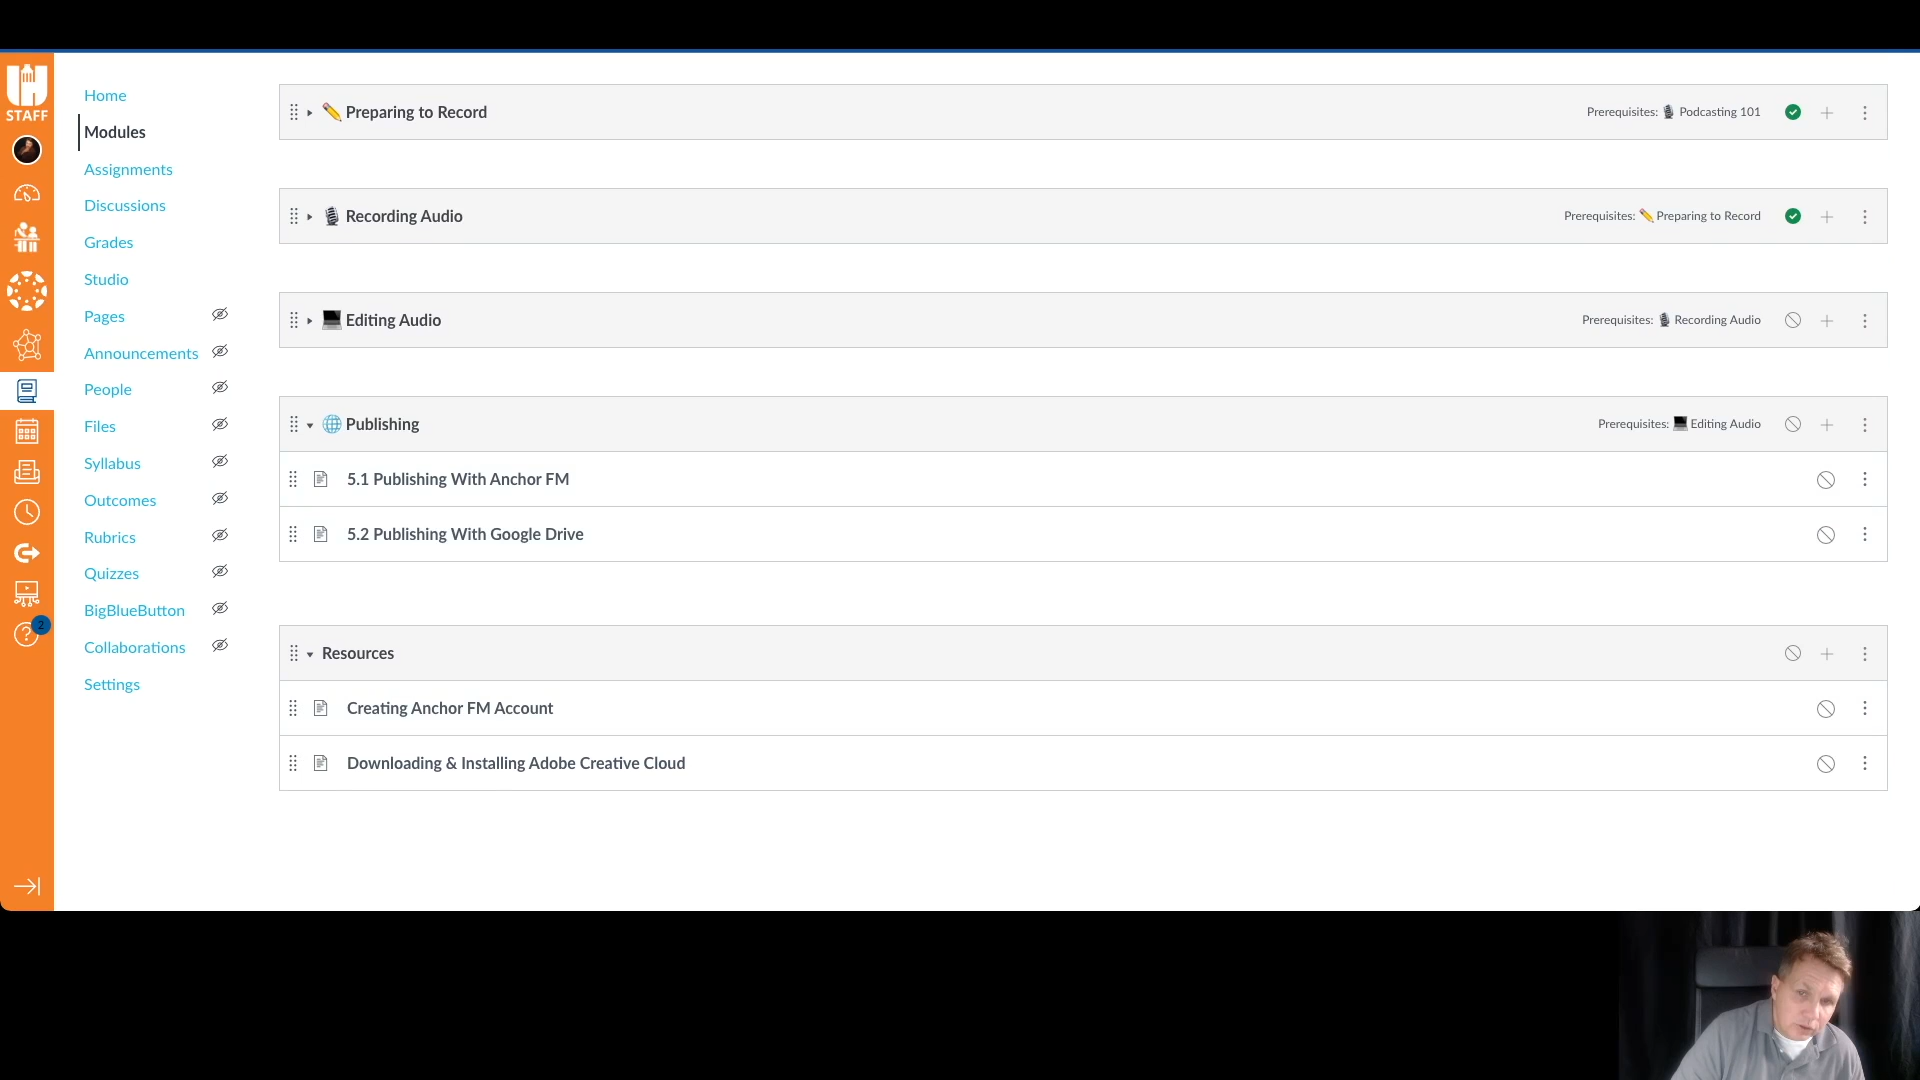 STAFF
2
Home
Modules
Assignments
Discussions
Grades
Studio
Pages
Announcements
People
Files
Syllabus
Outcomes
Rubrics
Quizzes
BigBlueButton
Collaborations
Settings
Preparing to Record
Prerequisites: Podcasting 101
Recording Audio
Prerequisites: Preparing to Record
Editing Audio
Prerequisites: Recording Audio
Publishing
Prerequisites: Editing Audio
5.1 Publishing With Anchor FM
5.2 Publishing With Google Drive
Resources
Creating Anchor FM Account
Downloading & Installing Adobe Creative Cloud